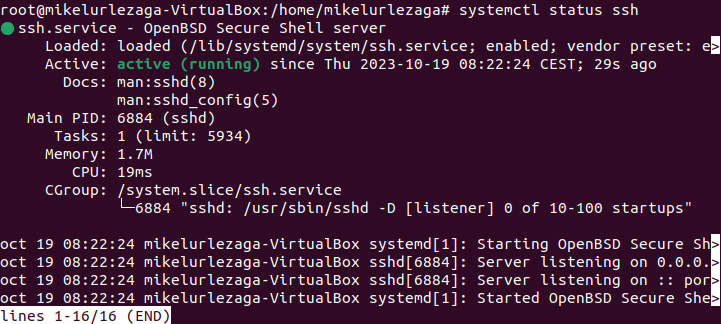 root@mikelurlezaga-VirtualBox:/home/mikelurlezaga# systemctl status ssh
● ssh.service - OpenBSD Secure Shell server
     Loaded: loaded (/lib/systemd/system/ssh.service; enabled; vendor preset: e>
     Active: active (running) since Thu 2023-10-19 08:22:24 CEST; 29s ago
       Docs: man:sshd(8)
             man:sshd_config(5)
   Main PID: 6884 (sshd)
      Tasks: 1 (limit: 5934)
     Memory: 1.7M
        CPU: 19ms
     CGroup: /system.slice/ssh.service
             └─6884 "sshd: /usr/sbin/sshd -D [listener] 0 of 10-100 startups"

oct 19 08:22:24 mikelurlezaga-VirtualBox systemd[1]: Starting OpenBSD Secure Sh>
oct 19 08:22:24 mikelurlezaga-VirtualBox sshd[6884]: Server listening on 0.0.0.>
oct 19 08:22:24 mikelurlezaga-VirtualBox sshd[6884]: Server listening on :: por>
oct 19 08:22:24 mikelurlezaga-VirtualBox systemd[1]: Started OpenBSD Secure She>
lines 1-16/16 (END)